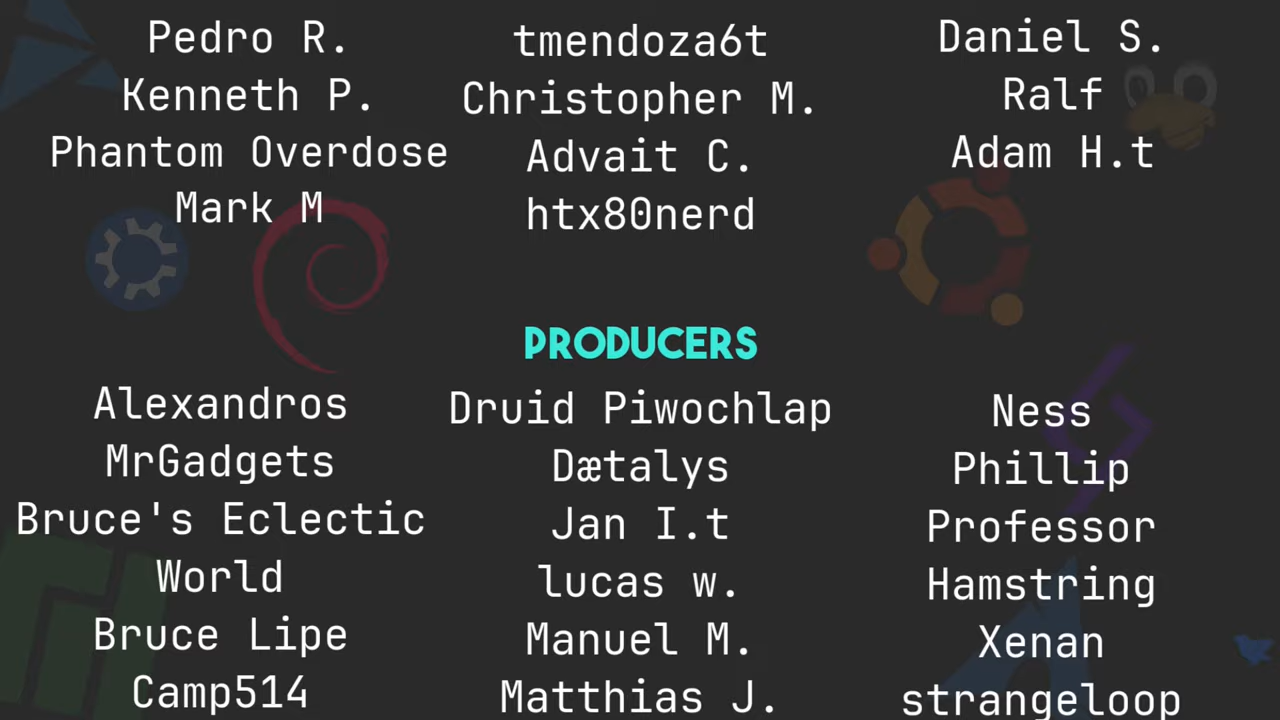 Pedro R.
Kenneth P.
Phantom Overdose
Mark M
tmendoza6t
Christopher M.
Advait C.
htx80nerd
Daniel S.
Ralf
Adam H.t
PRODUCERS
Alexandros
MrGadgets
Bruce's Eclectic
World
Bruce Lipe
Camp514
Druid Piwochlap
Dætalys
Jan I.t
lucas w.
Manuel M.
Matthias J.
Ness
Phillip
Professor
Hamstring
Xenan
strangeloop